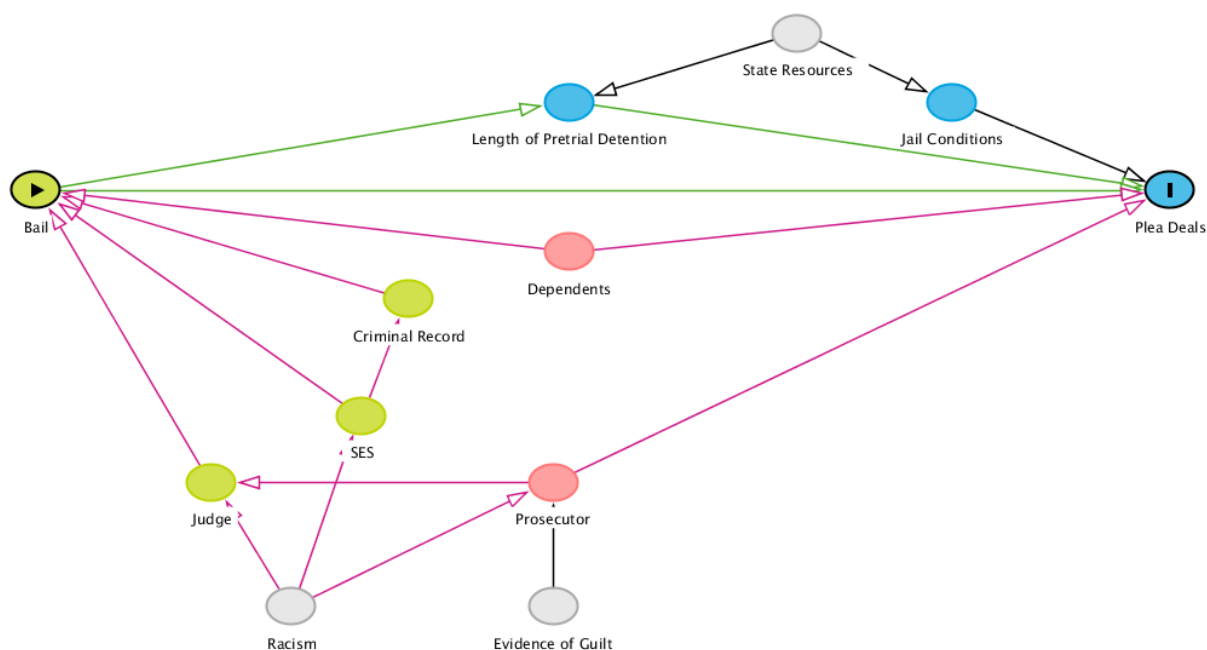 State Resources
Length of Pretrial Detention
Jail Conditions
Bail
Plea Deals
Dependents
Criminal Record
SES
Judge
Prosecutor
Racism
Evidence of Guilt